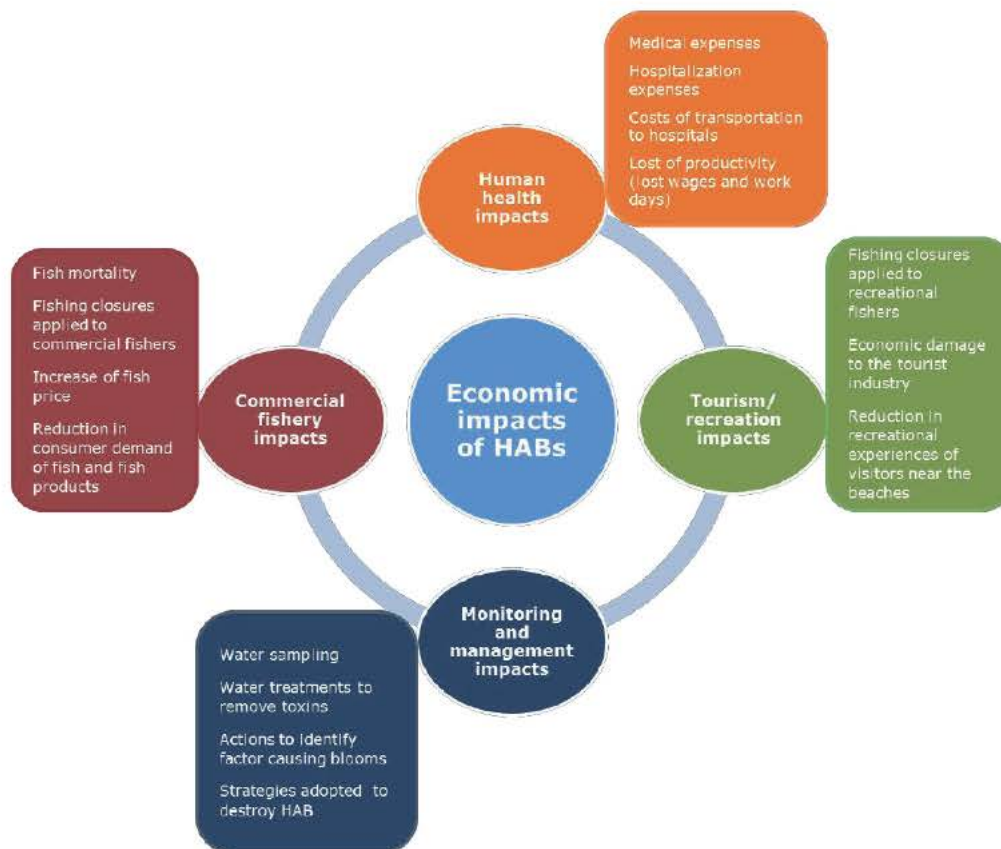 Medical expenses
Hospitalization
expenses
Costs of transportation
to hospitals
Lost of productivity
(lost wages and work
days)
Human
health
impacts
Fish mortality
Fishing closures
applied to
commercial fishers
Increase of fish
price
Reduction in
consumer demand
of fish and fish
products
Commercial
fishery
impacts
Economic
impacts
of HABs
Tourism/
recreation
impacts
Fishing closures
applied to
recreational
fishers
Economic damage
to the tourist
industry
Reduction in
recreational
experiences of
visitors near the
beaches
Monitoring
and
management
impacts
Water sampling
Water treatments to
remove toxins
Actions to identify
factor causing blooms
Strategies adopted to
destroy HAB